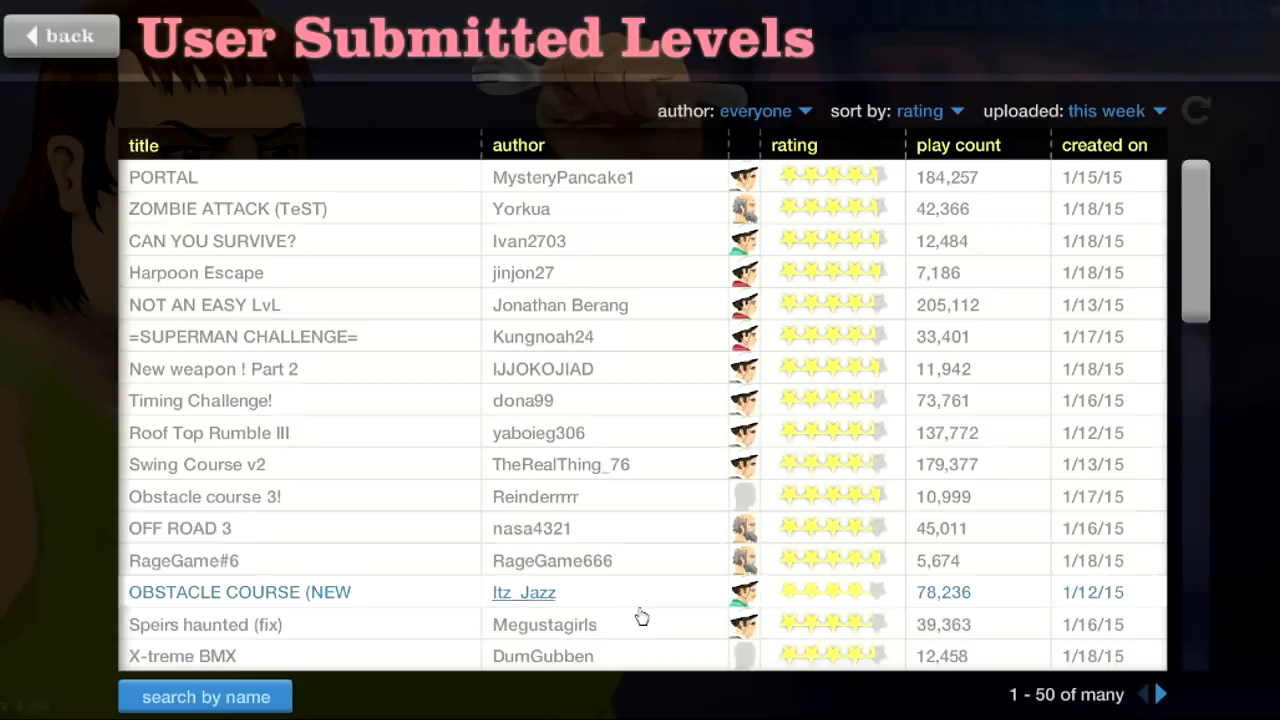 back
User Submitted Levels
author: everyone sort by: rating uploaded: this week
title author rating play count created on
PORTAL MysteryPancake1 184,257 1/15/15
ZOMBIE ATTACK (TeST) Yorkua 42,366 1/18/15
CAN YOU SURVIVE? Ivan2703 12,484 1/18/15
Harpoon Escape jinjon27 7,186 1/18/15
NOT AN EASY LvL Jonathan Berang 205,112 1/13/15
=SUPERMAN CHALLENGE= Kungnoah24 33,401 1/17/15
New weapon ! Part 2 IJJOKOJIAD 11,942 1/18/15
Timing Challenge! dona99 73,761 1/16/15
Roof Top Rumble III yaboieg306 137,772 1/12/15
Swing Course v2 TheRealThing_76 179,377 1/13/15
Obstacle course 3! Reinderrrr 10,999 1/17/15
OFF ROAD 3 nasa4321 45,011 1/16/15
RageGame#6 RageGame666 5,674 1/18/15
OBSTACLE COURSE (NEW Itz_Jazz 78,236 1/12/15
Speirs haunted (fix) Megustagirls 39,363 1/16/15
X-treme BMX DumGubben 12,458 1/18/15
search by name 1 - 50 of many